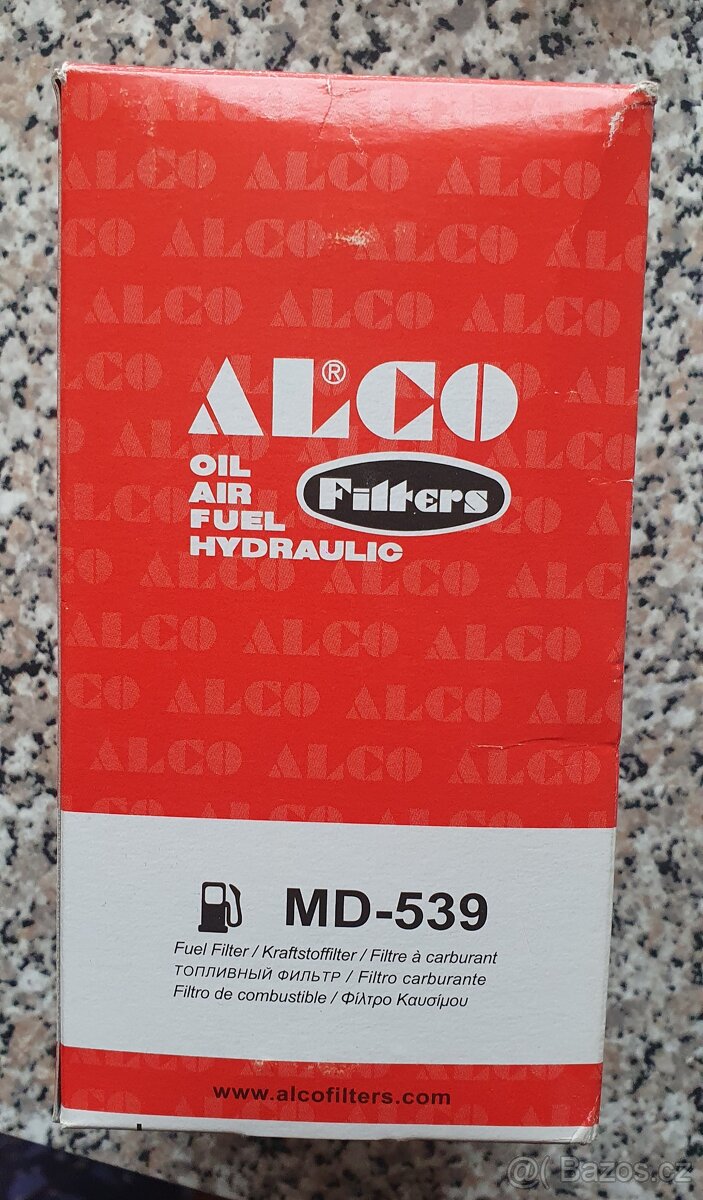 ALCO®
OIL
AIR
FUEL
HYDRAULIC
Filters
MD-539
Fuel Filter / Kraftstoffilter / Filtre à carburant
ТОПЛИВНЫЙ ФИЛЬТР / Filtro carburante
Filtro de combustible / Φίλτρο Καυσίμου
www.alcofilters.com
@( Bazos.cz